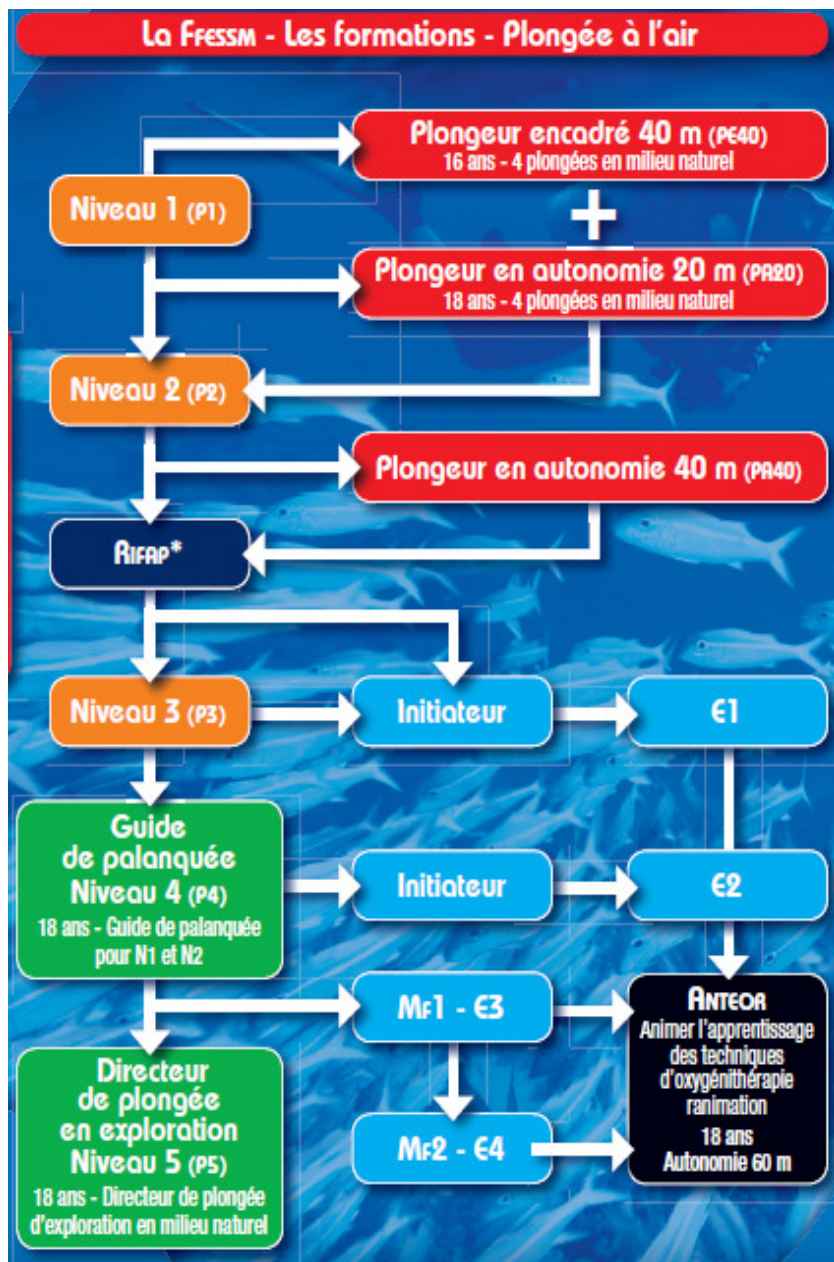 La FFESSM - Les formations - Plongée à l'air
Plongeur encadré 40 m (PE40)
16 ans - 4 plongées en milieu naturel
Niveau 1 (P1)
+
Plongeur en autonomie 20 m (PA20)
18 ans - 4 plongées en milieu naturel
Niveau 2 (P2)
Plongeur en autonomie 40 m (PA40)
RIFAP*
Niveau 3 (P3)
Initiateur
E1
Guide
de palanquée
Niveau 4 (P4)
18 ans - Guide de palanquée
pour N1 et N2
Initiateur
E2
MF1 - E3
ANTEOR
Animer l'apprentissage
des techniques
d'oxygénithérapie
ranimation
18 ans
Autonomie 60 m
Directeur
de plongée
en exploration
Niveau 5 (P5)
18 ans - Directeur de plongée
d'exploration en milieu naturel
MF2 - E4